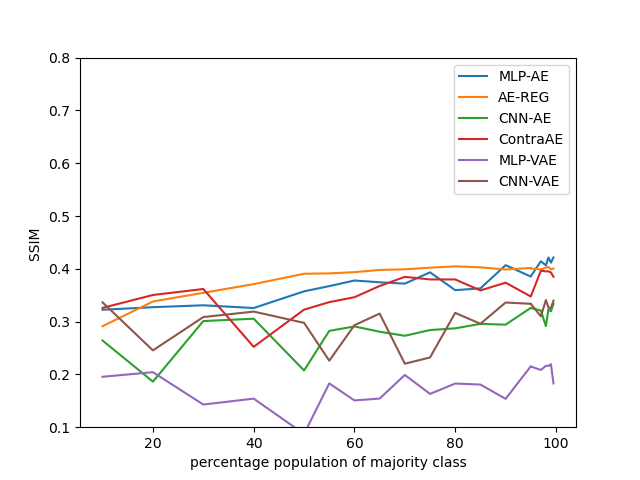 0.8
0.7
0.6
0.5
0.4
0.3
0.2
0.1
SSIM
20
40
60
80
100
percentage population of majority class
MLP-AE
AE-REG
CNN-AE
ContraAE
MLP-VAE
CNN-VAE